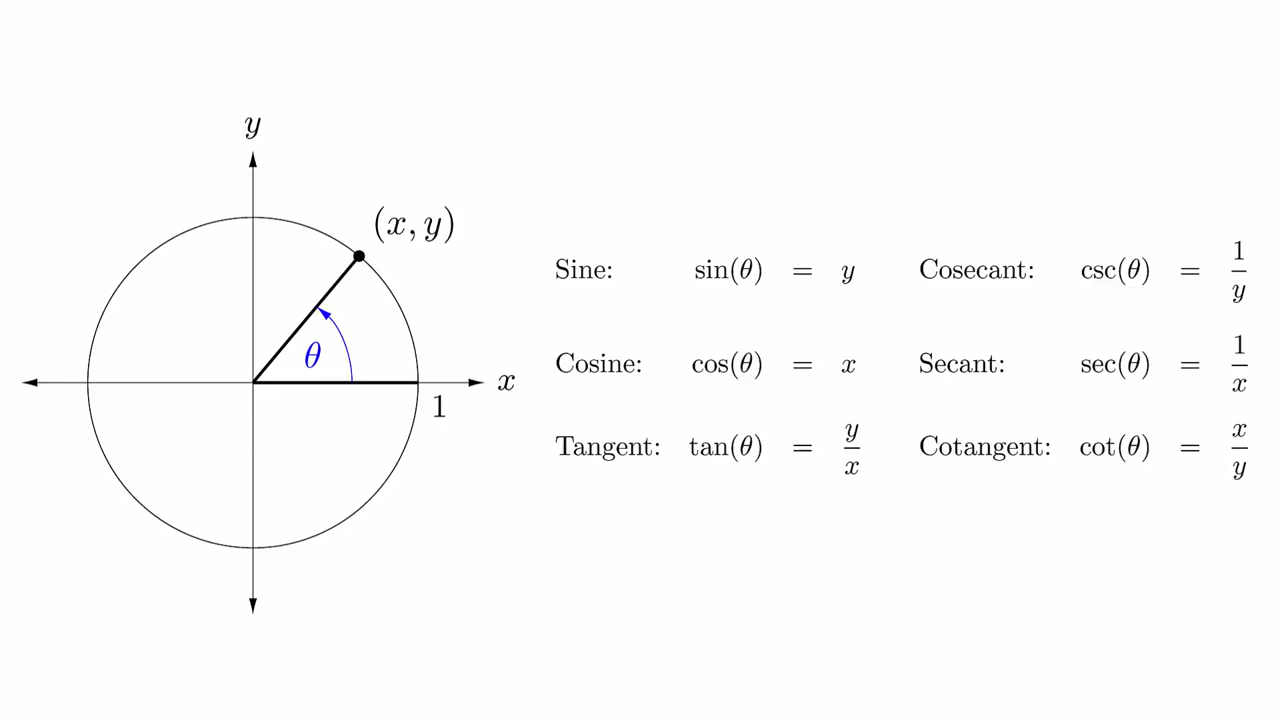 y
(x, y)
θ
x
1
Sine: sin(θ) = y Cosecant: csc(θ) = 1/y
Cosine: cos(θ) = x Secant: sec(θ) = 1/x
Tangent: tan(θ) = y/x Cotangent: cot(θ) = x/y